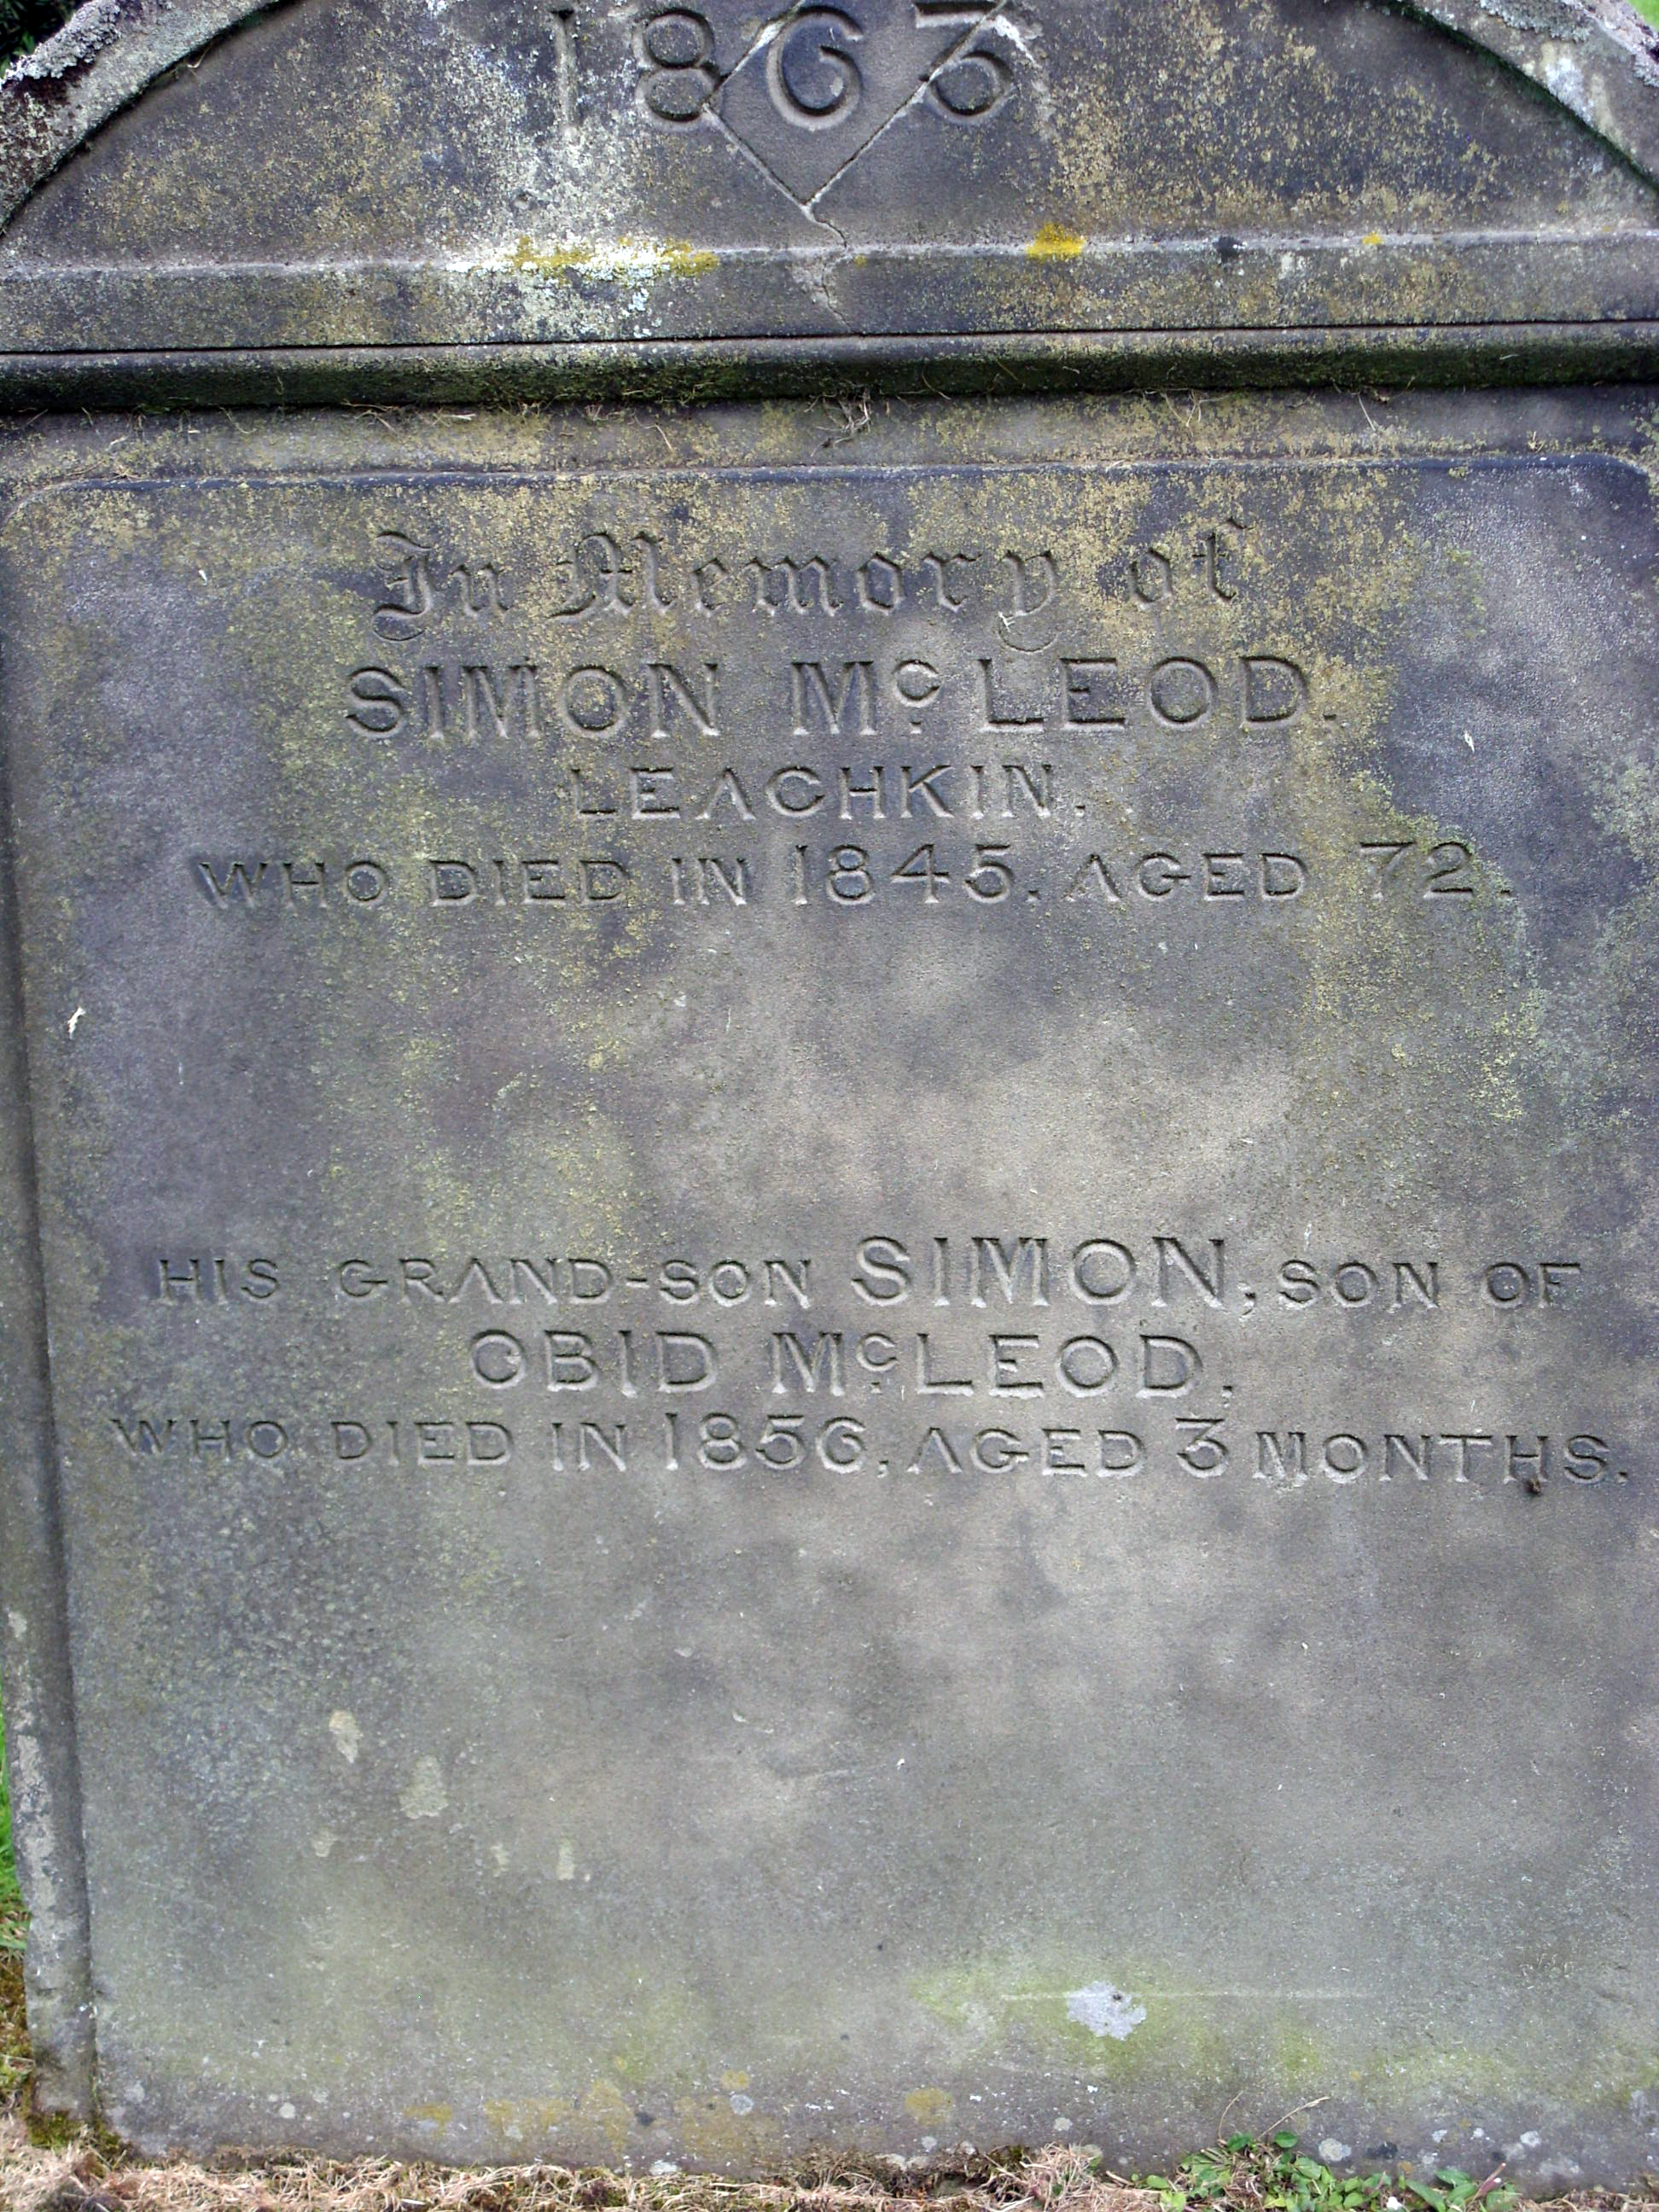 1863
In Memory of
SIMON McLEOD.
LEACHKIN.
WHO DIED IN 1845. AGED 72.
HIS GRAND-SON SIMON, SON OF
OBID McLEOD,
WHO DIED IN 1856, AGED 3 MONTHS.